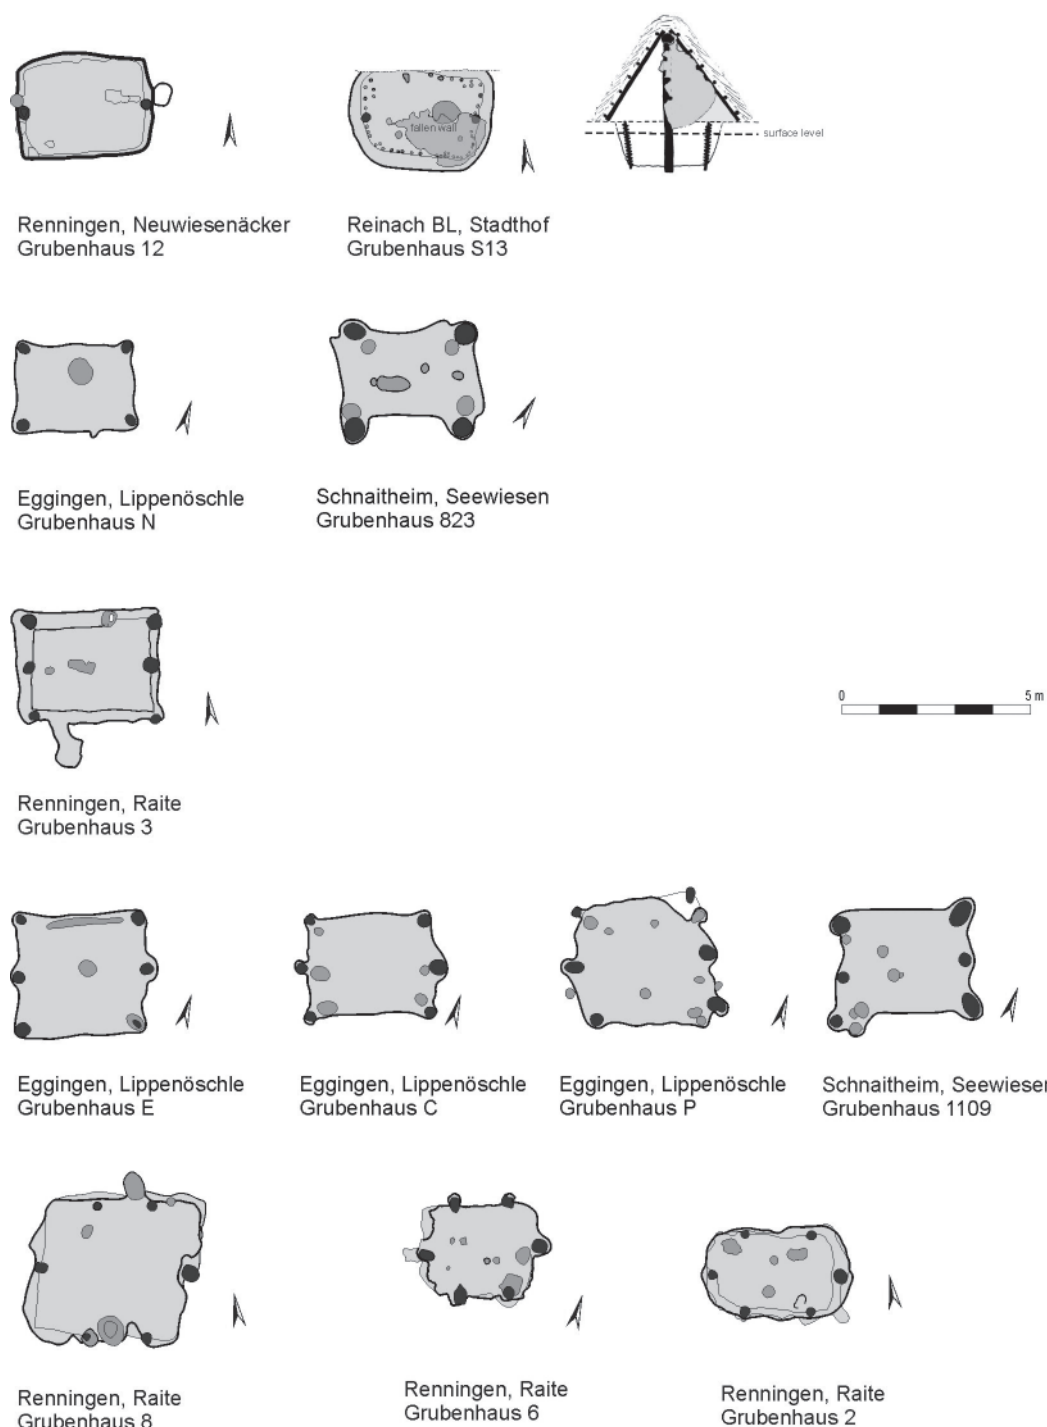 fallen wall
surface level
Renningen, Neuwiesenäcker
Grubenhaus 12
Reinach BL, Stadthof
Grubenhaus S13
Eggingen, Lippenöschle
Grubenhaus N
Schnaitheim, Seewiesen
Grubenhaus 823
0 5 m
Renningen, Raite
Grubenhaus 3
Eggingen, Lippenöschle
Grubenhaus E
Eggingen, Lippenöschle
Grubenhaus C
Eggingen, Lippenöschle
Grubenhaus P
Schnaitheim, Seewiesen
Grubenhaus 1109
Renningen, Raite
Grubenhaus 8
Renningen, Raite
Grubenhaus 6
Renningen, Raite
Grubenhaus 2